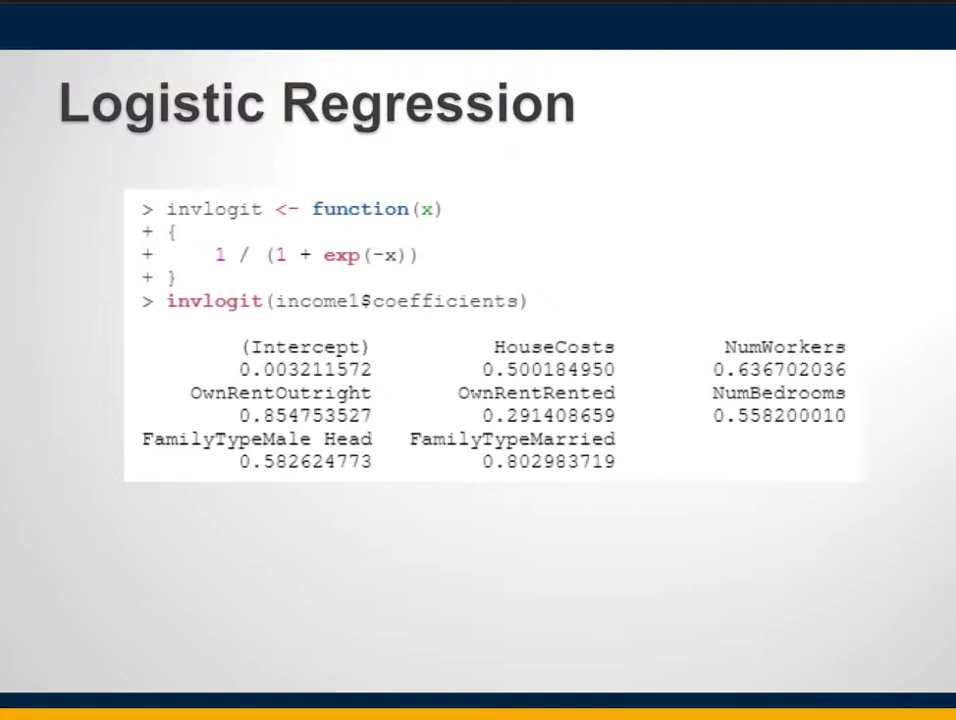 Logistic Regression
> invlogit <- function(x)
+ {
+     1 / (1 + exp(-x))
+ }
> invlogit(income1$coefficients)
(Intercept) HouseCosts NumWorkers
0.003211572 0.500184950 0.636702036
OwnRentOutright OwnRentRented NumBedrooms
0.854753527 0.291408659 0.558200010
FamilyTypeMale Head FamilyTypeMarried
0.582624773 0.802983719